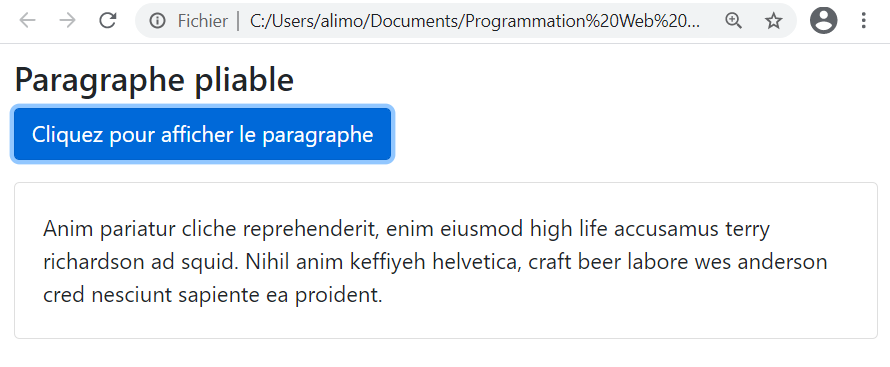 Fichier | C:/Users/alimo/Documents/Programmation%20Web%20...
Paragraphe pliable
Cliquez pour afficher le paragraphe
Anim pariatur cliche reprehenderit, enim eiusmod high life accusamus terry
richardson ad squid. Nihil anim keffiyeh helvetica, craft beer labore wes anderson
cred nesciunt sapiente ea proident.